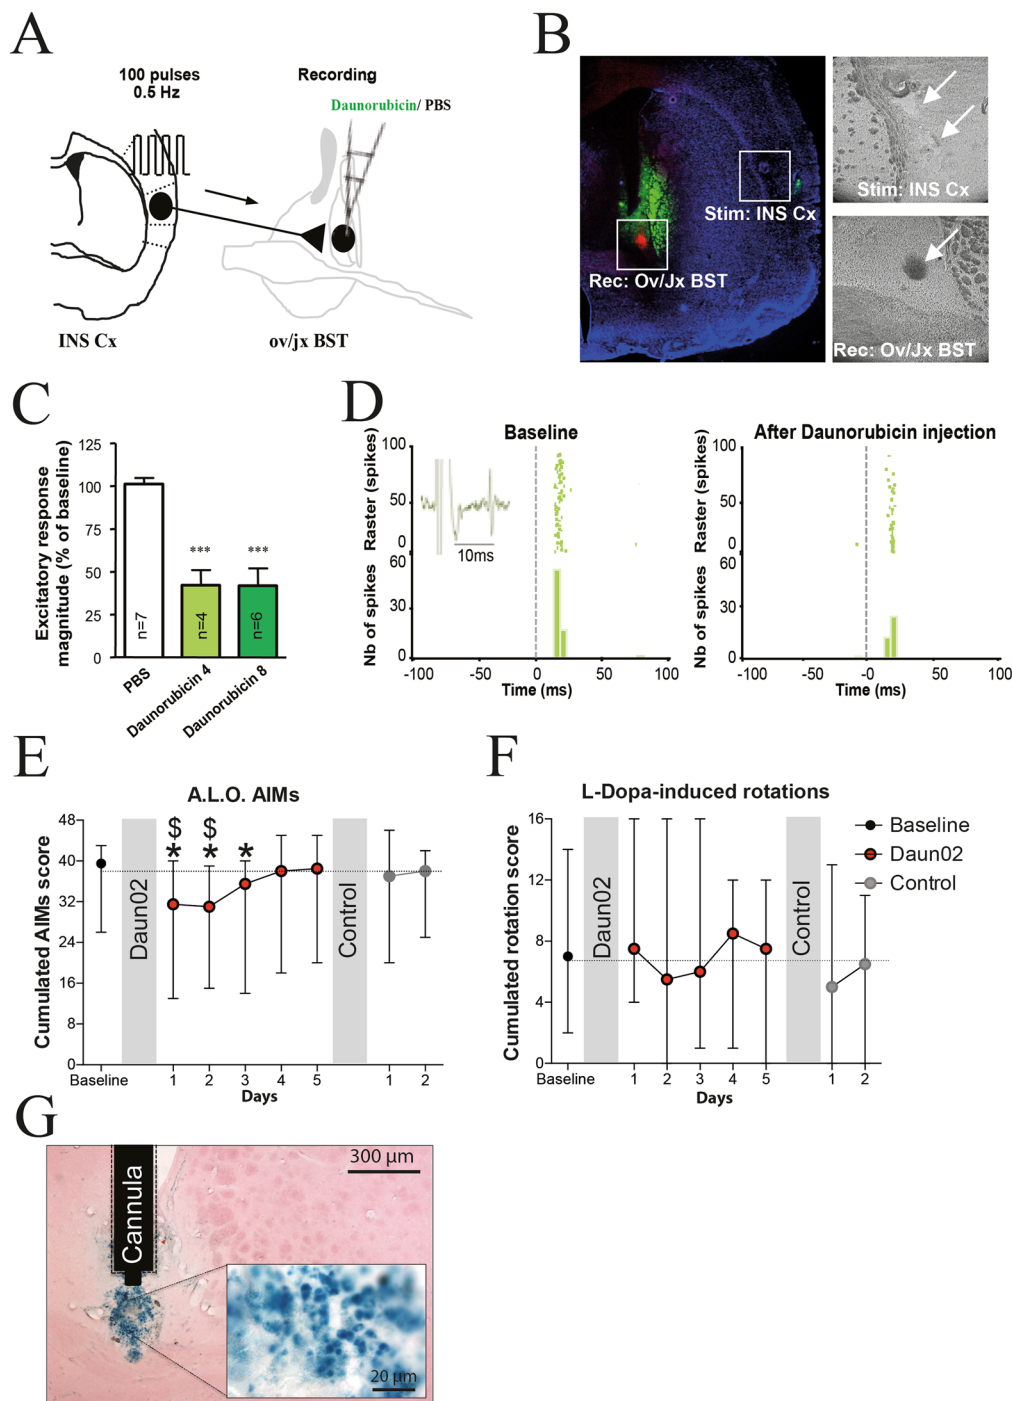 A
100 pulses
0.5 Hz
Recording
Daunorubicin/ PBS
INS Cx
ov/jx BST
B
Stim: INS Cx
Rec: Ov/Jx BST
Stim: INS Cx
Rec: Ov/Jx BST
C
Excitatory response
magnitude (% of baseline)
125
100
75
50
25
0
***
***
n=7
n=4
n=6
PBS
Daunorubicin 4
Daunorubicin 8
D
Baseline
Raster (spikes)
100
50
0
10ms
Nb of spikes
60
30
0
-100
-50
0
50
100
Time (ms)
After Daunorubicin injection
Raster (spikes)
100
50
0
Nb of spikes
60
30
0
-100
-50
-0
50
100
Time (ms)
E
A.L.O. AIMs
Cumulated AIMs score
48
40
32
24
16
8
0
$ $
* * *
Daun02
Control
Baseline 1 2 3 4 5 1 2
Days
F
L-Dopa-induced rotations
Cumulated rotation score
16
12
8
4
0
Daun02
Control
Baseline 1 2 3 4 5 1 2
Days
Baseline
Daun02
Control
G
Cannula
300 µm
20 µm